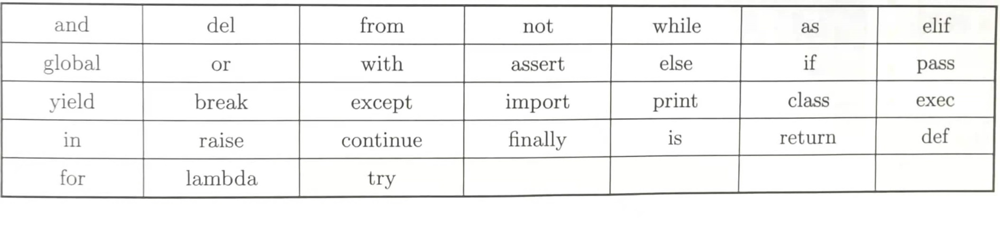 and del from not while as elif
global or with assert else if pass
yield break except import print class exec
in raise continue finally is return def
for lambda try